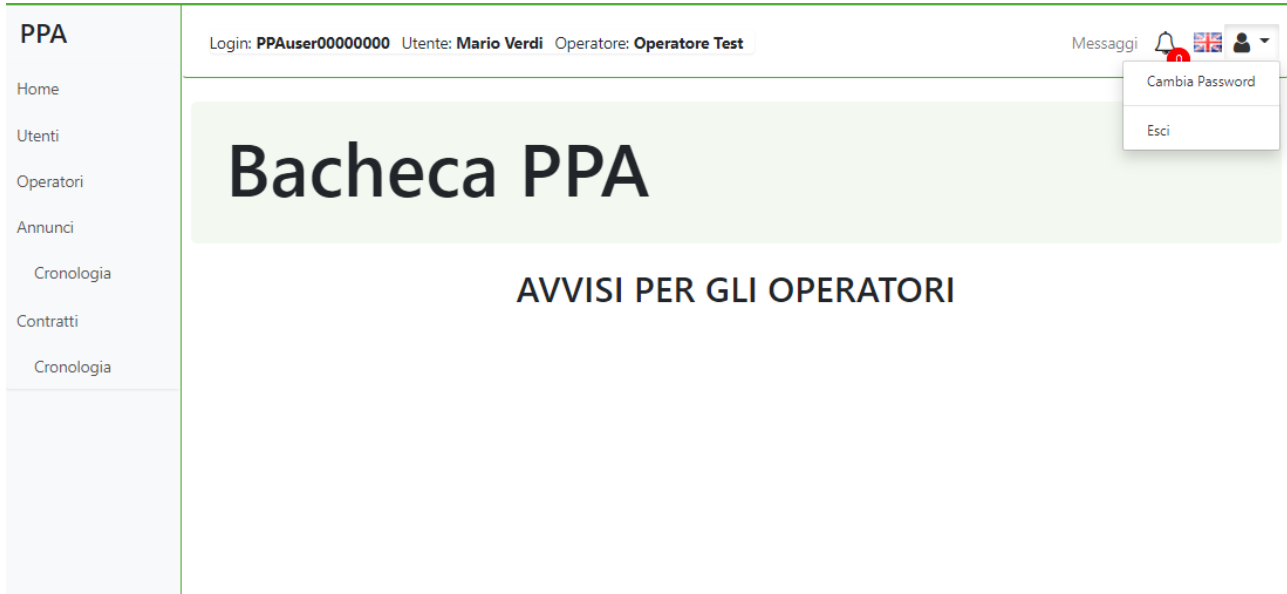 PPA
Login: PPAuser00000000 Utente: Mario Verdi Operatore: Operatore Test
Messaggi
0
Cambia Password
Esci
Home
Utenti
Operatori
Annunci
Cronologia
Contratti
Cronologia
Bacheca PPA
AVVISI PER GLI OPERATORI